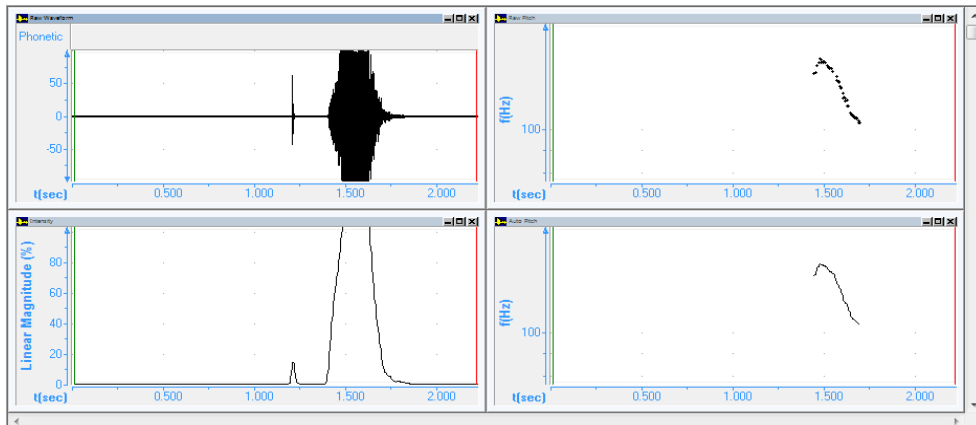 Raw Waveform
Phonetic
50
0
-50
t(sec) 0.500 1.000 1.500 2.000
Raw Pitch
f(Hz)
100
t(sec) 0.500 1.000 1.500 2.000
Intensity
Linear Magnitude (%)
80
60
40
20
0
t(sec) 0.500 1.000 1.500 2.000
Auto Pitch
f(Hz)
100
t(sec) 0.500 1.000 1.500 2.000